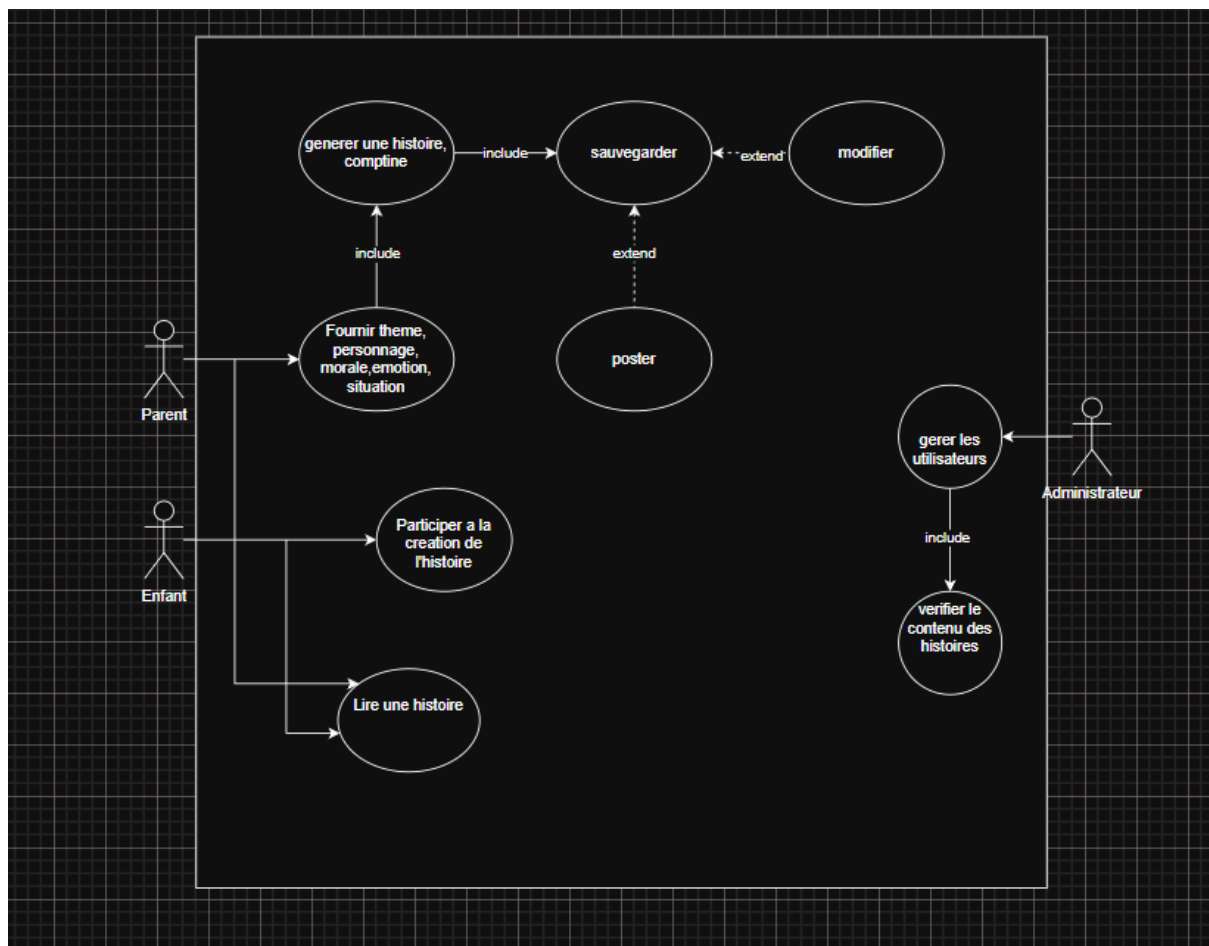 generer une histoire,
comptine
include
sauvegarder
extend
modifier
include
extend
Fournir theme,
personnage,
morale,emotion,
situation
poster
Parent
gerer les
utilisateurs
Administrateur
Participer a la
creation de
l'histoire
include
Enfant
verifier le
contenu des
histoires
Lire une histoire